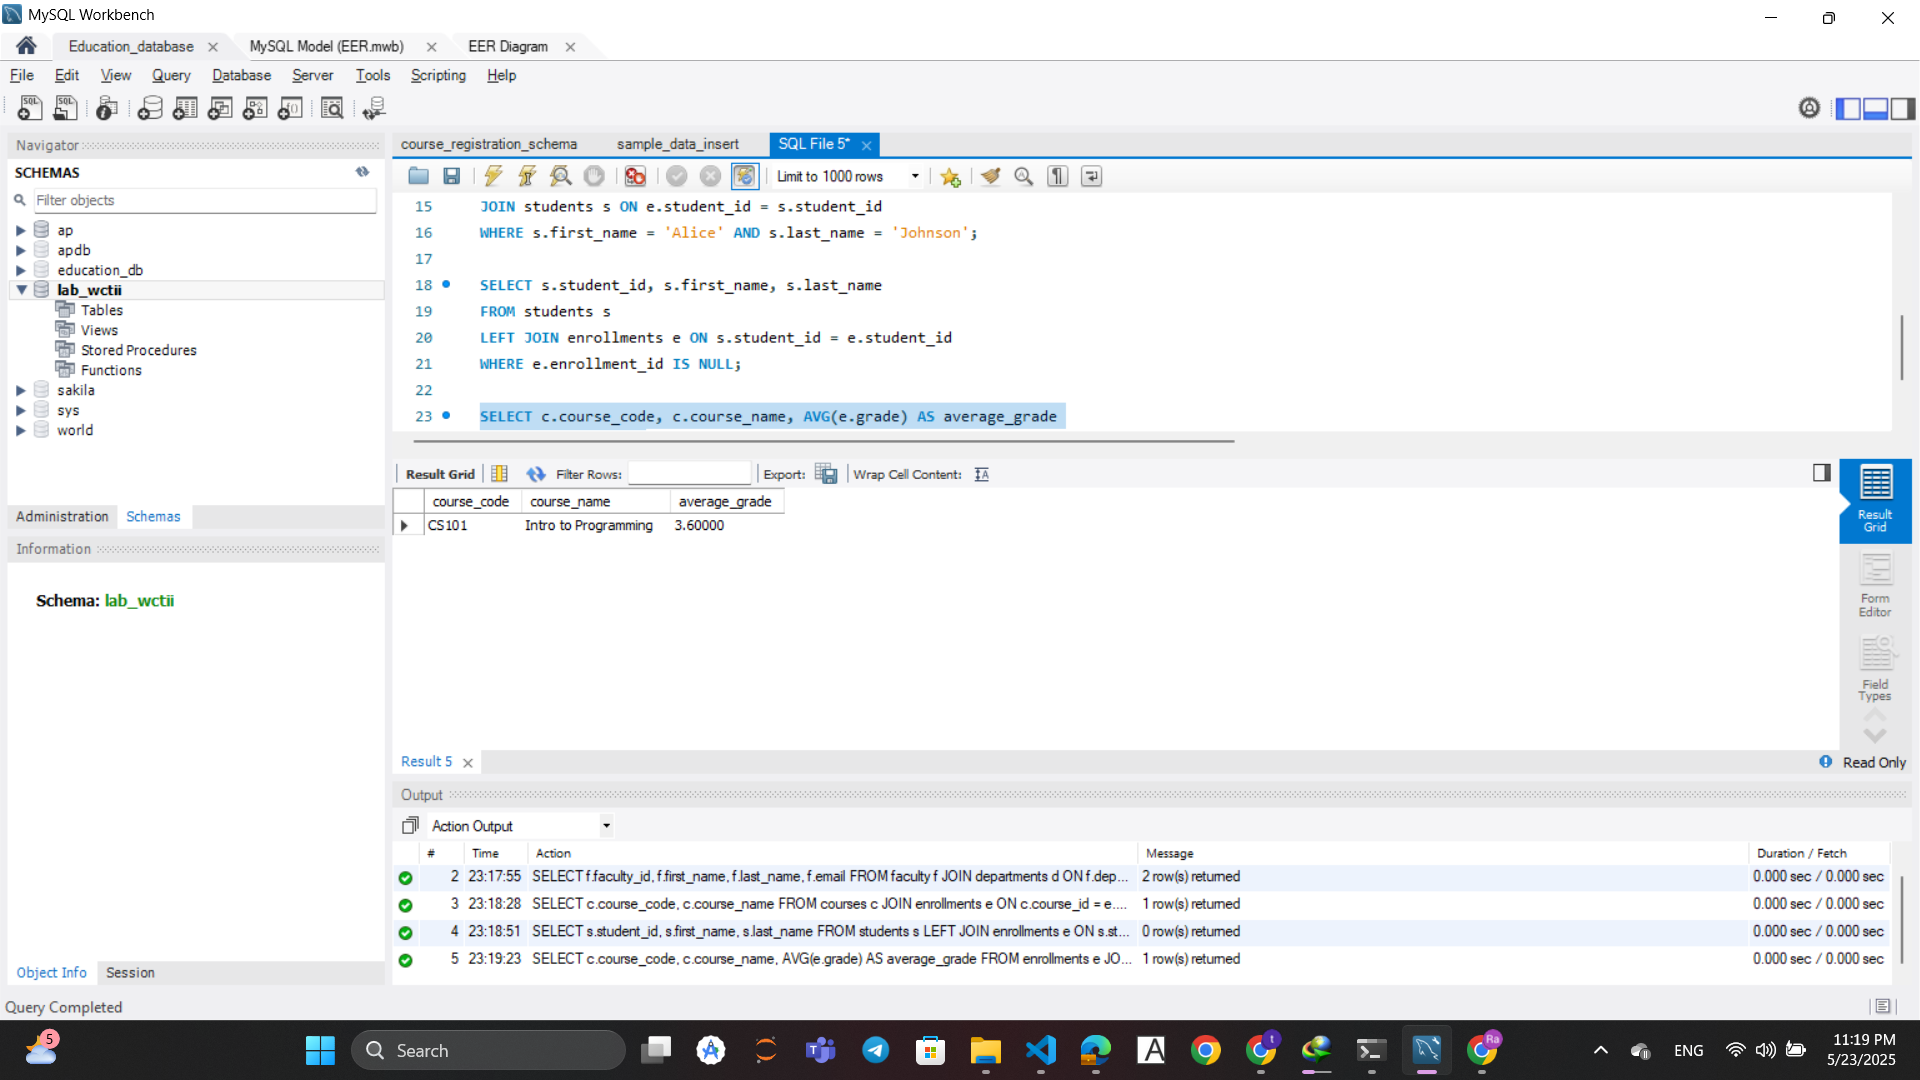 MySQL Workbench
Education_database
MySQL Model (EER.mwb)
EER Diagram
File Edit View Query Database Server Tools Scripting Help
Navigator
SCHEMAS
Filter objects
ap
apdb
education_db
lab_wctii
Tables
Views
Stored Procedures
Functions
sakila
sys
world
Administration Schemas
Information
Schema: lab_wctii
Object Info Session
course_registration_schema sample_data_insert SQL File 5*
Limit to 1000 rows
15 JOIN students s ON e.student_id = s.student_id
16 WHERE s.first_name = 'Alice' AND s.last_name = 'Johnson';
17
18 SELECT s.student_id, s.first_name, s.last_name
19 FROM students s
20 LEFT JOIN enrollments e ON s.student_id = e.student_id
21 WHERE e.enrollment_id IS NULL;
22
23 SELECT c.course_code, c.course_name, AVG(e.grade) AS average_grade
Result Grid Filter Rows: Export: Wrap Cell Content:
course_code course_name average_grade
CS101 Intro to Programming 3.60000
Result Grid
Form Editor
Field Types
Result 5
Read Only
Output
Action Output
# Time Action Message Duration / Fetch
2 23:17:55 SELECT f.faculty_id, f.first_name, f.last_name, f.email FROM faculty f JOIN departments d ON f.dep... 2 row(s) returned 0.000 sec / 0.000 sec
3 23:18:28 SELECT c.course_code, c.course_name FROM courses c JOIN enrollments e ON c.course_id = e.... 1 row(s) returned 0.000 sec / 0.000 sec
4 23:18:51 SELECT s.student_id, s.first_name, s.last_name FROM students s LEFT JOIN enrollments e ON s.st... 0 row(s) returned 0.000 sec / 0.000 sec
5 23:19:23 SELECT c.course_code, c.course_name, AVG(e.grade) AS average_grade FROM enrollments e JO... 1 row(s) returned 0.000 sec / 0.000 sec
Query Completed
5
Search
t
Ra
ENG
11:19 PM
5/23/2025